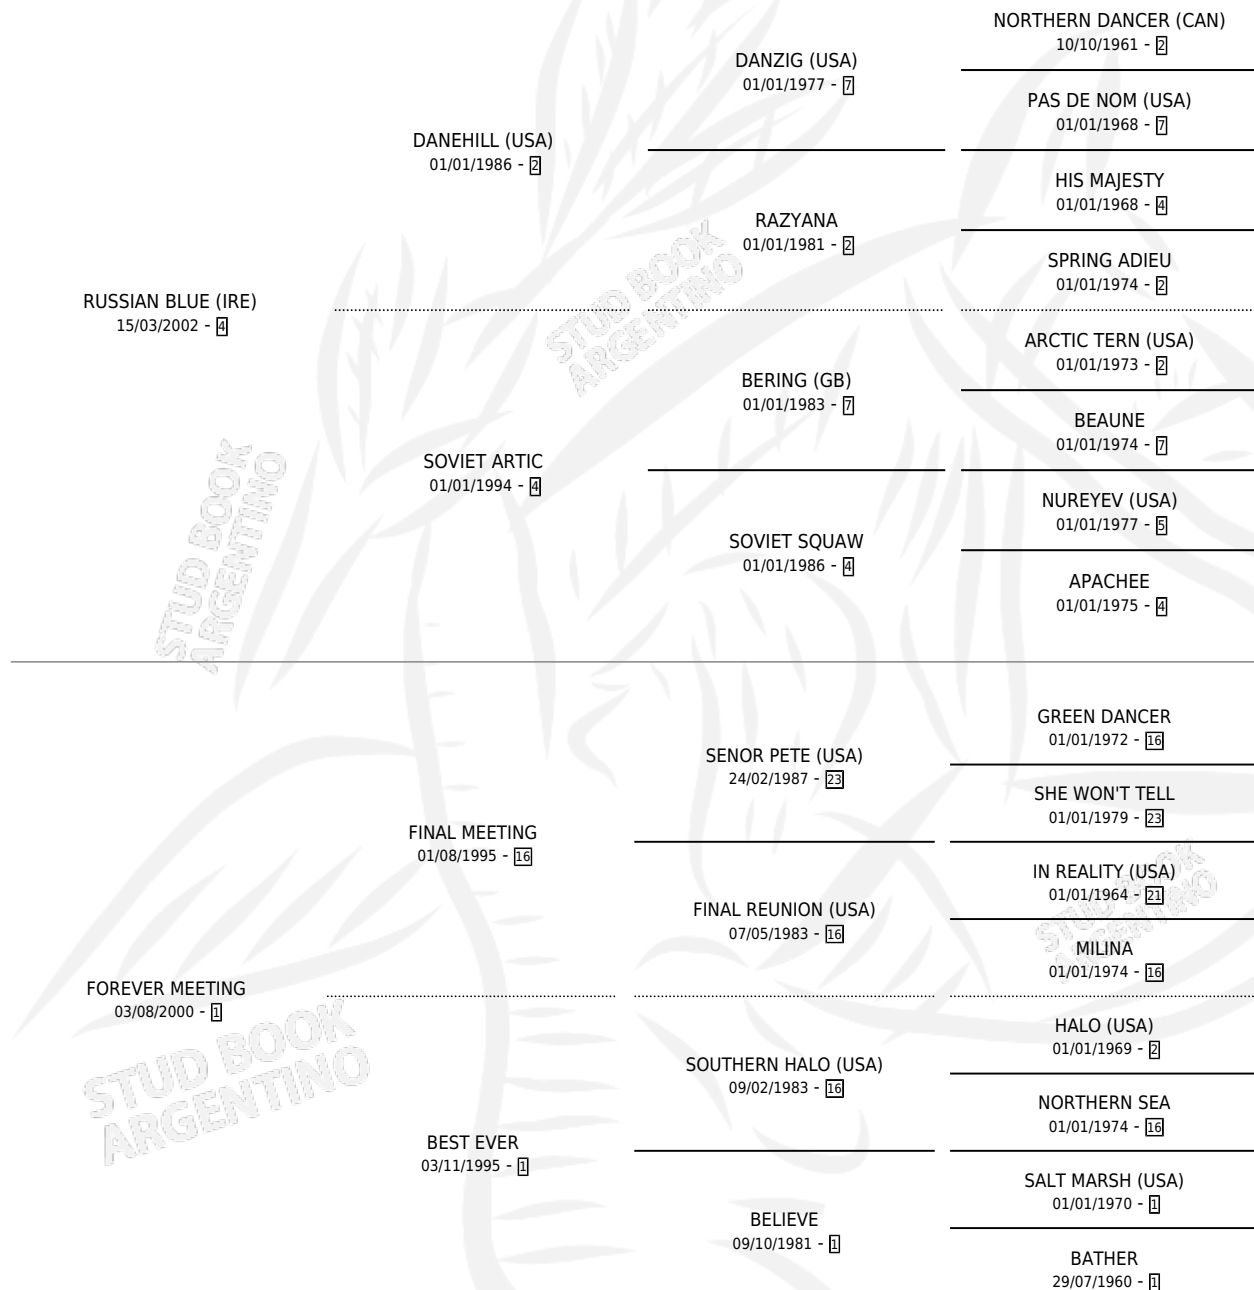 RUSSIAN BLUE (IRE)
15/03/2002 - 4
DANEHILL (USA)
01/01/1986 - 2
SOVIET ARTIC
01/01/1994 - 4
DANZIG (USA)
01/01/1977 - 7
RAZYANA
01/01/1981 - 2
BERING (GB)
01/01/1983 - 7
SOVIET SQUAW
01/01/1986 - 4
NORTHERN DANCER (CAN)
10/10/1961 - 2
PAS DE NOM (USA)
01/01/1968 - 7
HIS MAJESTY
01/01/1968 - 4
SPRING ADIEU
01/01/1974 - 2
ARCTIC TERN (USA)
01/01/1973 - 2
BEAUNE
01/01/1974 - 7
NUREYEV (USA)
01/01/1977 - 5
APACHEE
01/01/1975 - 4
FOREVER MEETING
03/08/2000 - 1
FINAL MEETING
01/08/1995 - 16
BEST EVER
03/11/1995 - 1
SENOR PETE (USA)
24/02/1987 - 23
FINAL REUNION (USA)
07/05/1983 - 16
SOUTHERN HALO (USA)
09/02/1983 - 16
BELIEVE
09/10/1981 - 1
GREEN DANCER
01/01/1972 - 16
SHE WON'T TELL
01/01/1979 - 23
IN REALITY (USA)
01/01/1964 - 21
MILINA
01/01/1974 - 16
HALO (USA)
01/01/1969 - 2
NORTHERN SEA
01/01/1974 - 16
SALT MARSH (USA)
01/01/1970 - 1
BATHER
29/07/1960 - 1
STUD BOOK
ARGENTINO
STUD BOOK
ARGENTINO
STUD BOOK
ARGENTINO
STUD BOOK
ARGENTINO